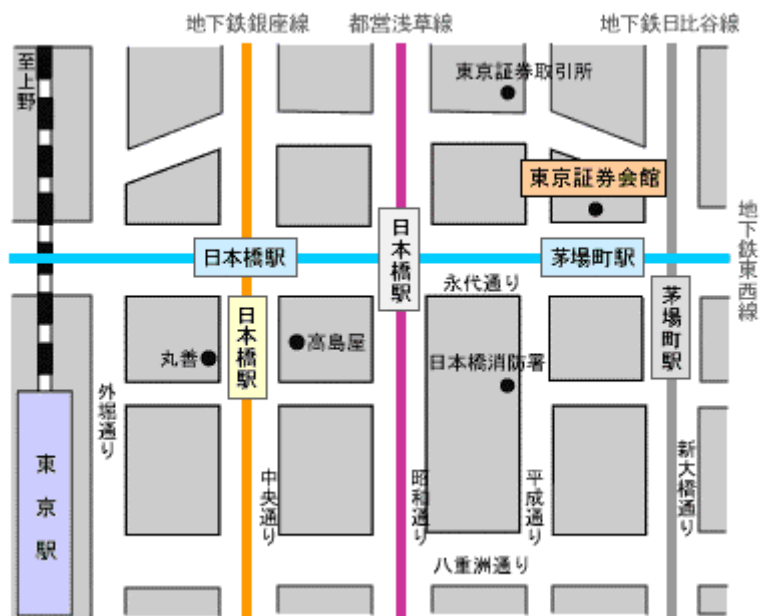 地下鉄銀座線
都営浅草線
地下鉄日比谷線
至上野
東京証券取引所
東京証券会館
地下鉄東西線
日本橋駅
日本橋駅
茅場町駅
永代通り
茅場町駅
日本橋駅
丸善
高島屋
日本橋消防署
外堀通り
東京駅
中央通り
昭和通り
平成通り
新大橋通り
八重洲通り